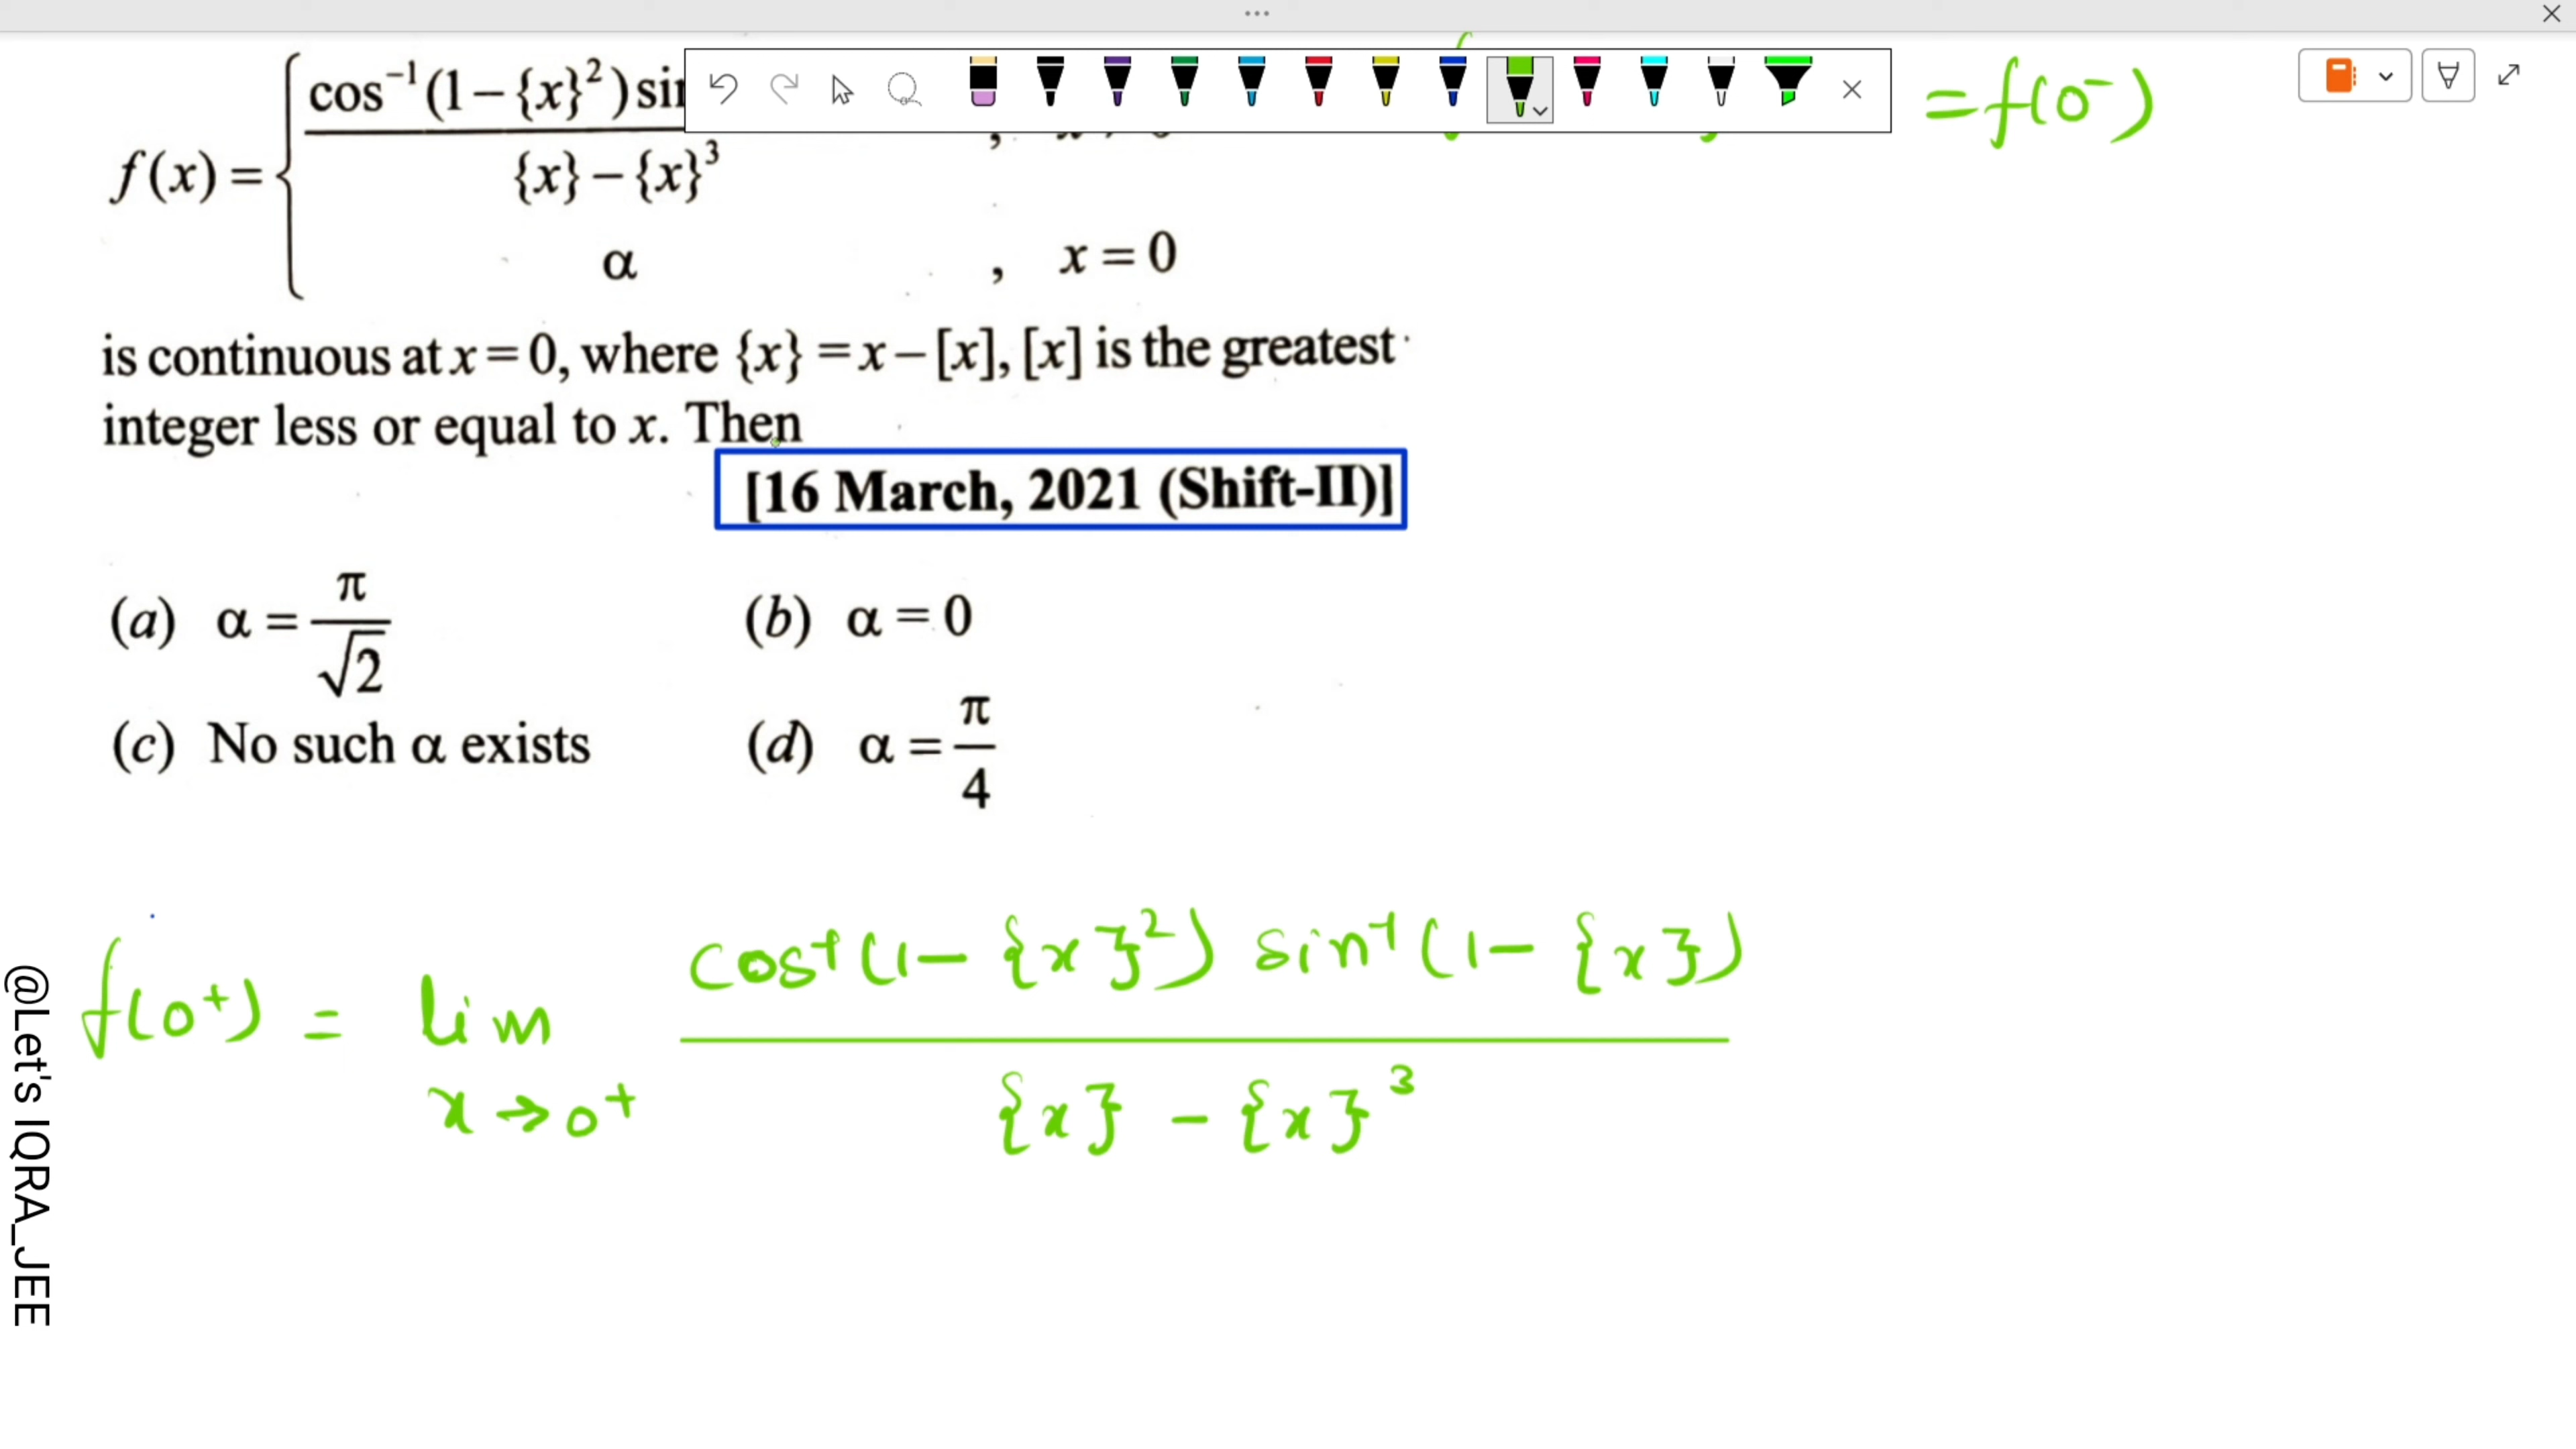 =f(0⁻)
f(x) = { cos⁻¹(1−{x}²) sin
{x} − {x}³
α , x = 0
is continuous at x = 0, where {x} = x − [x], [x] is the greatest
integer less or equal to x. Then
[16 March, 2021 (Shift-II)]
(a) α = π/√2 (b) α = 0
(c) No such α exists (d) α = π/4
f(0⁺) = lim x→0⁺ cos⁻¹(1−{x}²) sin⁻¹(1−{x})
{x} − {x}³
@Let's IQRA_JEE